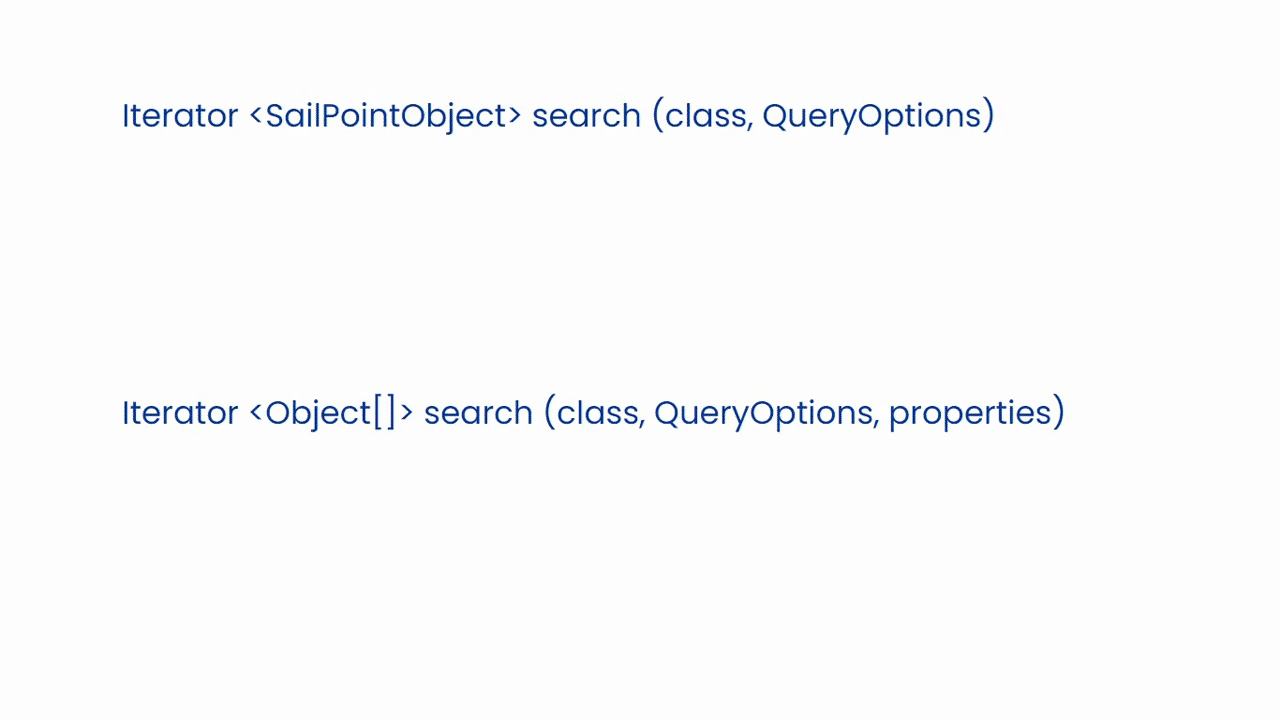 Iterator <SailPointObject> search (class, QueryOptions)
Iterator <Object[]> search (class, QueryOptions, properties)